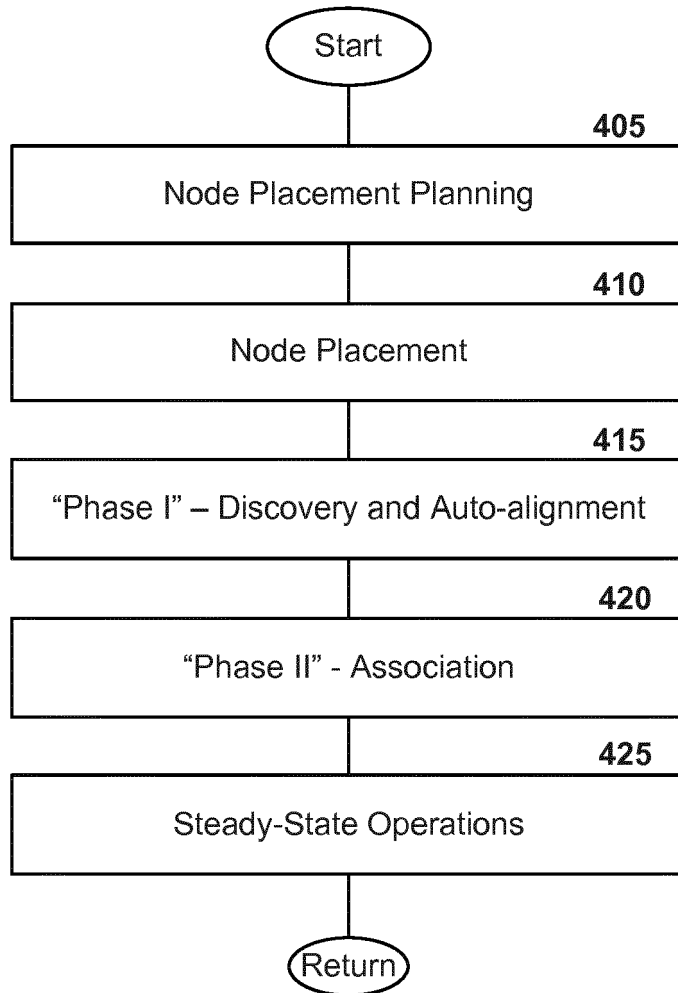 Start
405
Node Placement Planning
410
Node Placement
415
“Phase I” – Discovery and Auto-alignment
420
“Phase II” - Association
425
Steady-State Operations
Return